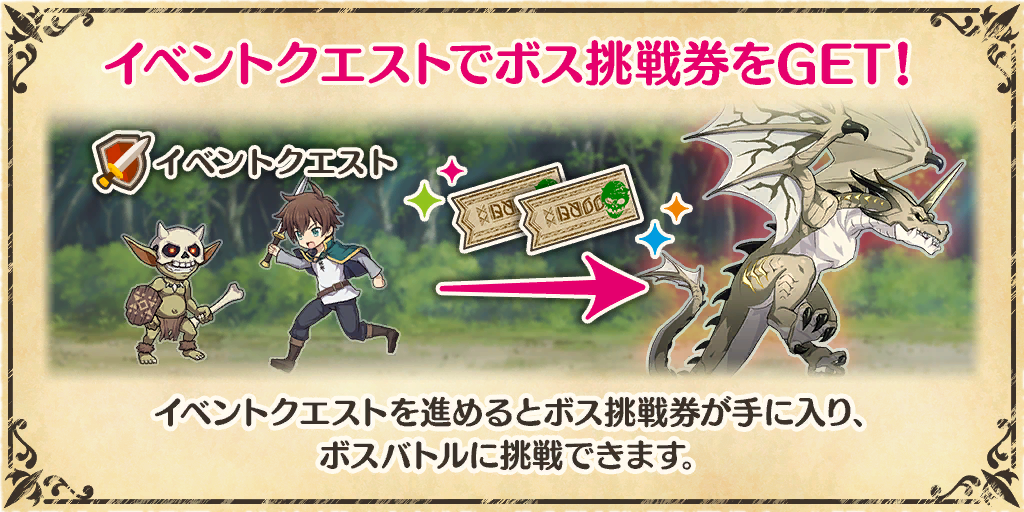 イベントクエストでボス挑戦券をGET!
イベントクエスト
イベントクエストを進めるとボス挑戦券が手に入り、
ボスバトルに挑戦できます。